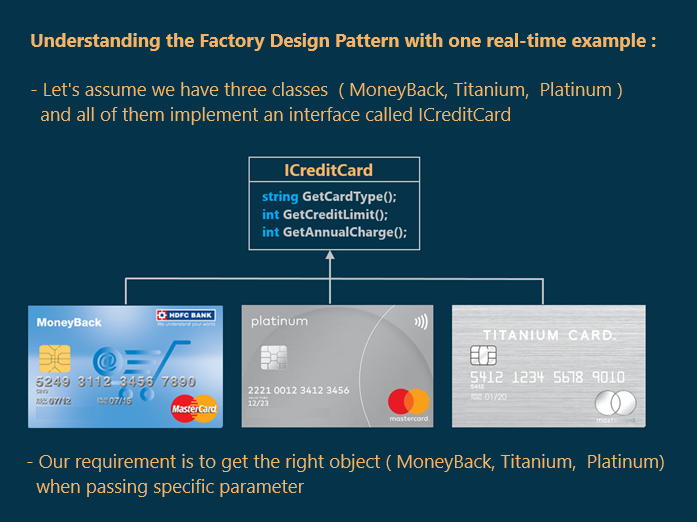 Understanding the Factory Design Pattern with one real-time example :
- Let's assume we have three classes ( MoneyBack, Titanium, Platinum )
and all of them implement an interface called ICreditCard
ICreditCard
string GetCardType();
int GetCreditLimit();
int GetAnnualCharge();
MoneyBack
HDFC BANK
We understand your world
5249 3112 3456 7890
07/12 07/15
MasterCard
platinum
2221 0012 3412 3456
12/23
mastercard
TITANIUM CARD.
5412 1234 5678 9010
5412
01/20
- Our requirement is to get the right object ( MoneyBack, Titanium, Platinum)
when passing specific parameter